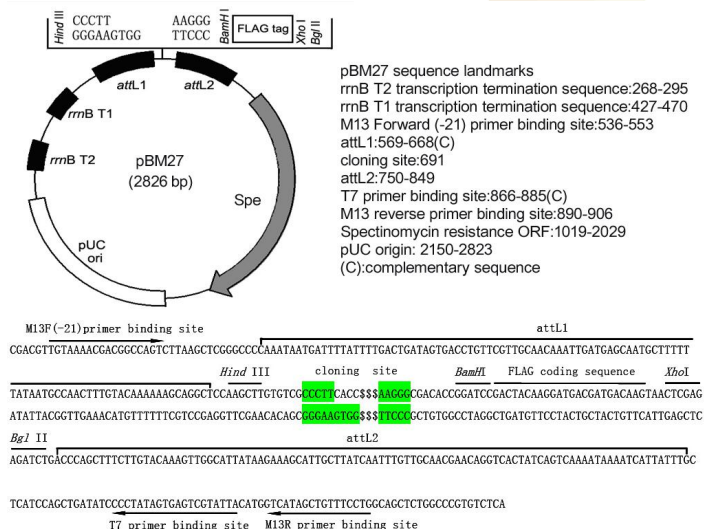 Hind III
CCCTT
GGGAAGTGG
AAGGG
TTCCC
BamH I
FLAG tag
Xho I
Bgl II
attL1
attL2
rrnB T1
rrnB T2
pBM27
(2826 bp)
Spe
pUC
ori
pBM27 sequence landmarks
rrnB T2 transcription termination sequence:268-295
rrnB T1 transcription termination sequence:427-470
M13 Forward (-21) primer binding site:536-553
attL1:569-668(C)
cloning site:691
attL2:750-849
T7 primer binding site:866-885(C)
M13 reverse primer binding site:890-906
Spectinomycin resistance ORF:1019-2029
pUC origin: 2150-2823
(C):complementary sequence
M13F(-21)primer binding site
attL1
CGACGTTGTAAAACGACGGCCAGTCTTAAGCTCGGGCCCCAAATAATGATTTTATTTTGACTGATAGTGACCTGTTCGTTGCAACAAATTGATGAGCAATGCTTTTT
Hind III
cloning site
BamHI
FLAG coding sequence
XhoI
TATAATGCCAACTTTGTACAAAAAAGCAGGCTCCAAGCTTGTGTCGCCCTTCACC$$$AAGGGCGACACCGGATCCGACTACAAGGATGACGATGACAAGTAACTCGAG
ATATTACGGTTGAAACATGTTTTTTCGTCCGAGGTTCGAACACAGCGGGAAGTGG$$$TTCCCGCTGTGGCCTAGGCTGATGTTCCTACTGCTACTGTTCATTGAGCTC
Bgl II
attL2
AGATCTGACCCAGCTTTCTTGTACAAAGTTGGCATTATAAGAAAGCATTGCTTATCAATTTGTTGCAACGAACAGGTCACTATCAGTCAAAATAAAATCATTATTTGC
TCATCCAGCTGATATCCCCTATAGTGAGTCGTATTACATGGTCATAGCTGTTTCCTGGCAGCTCTGGCCCGTGTCTCA
T7 primer binding site
M13R primer binding site